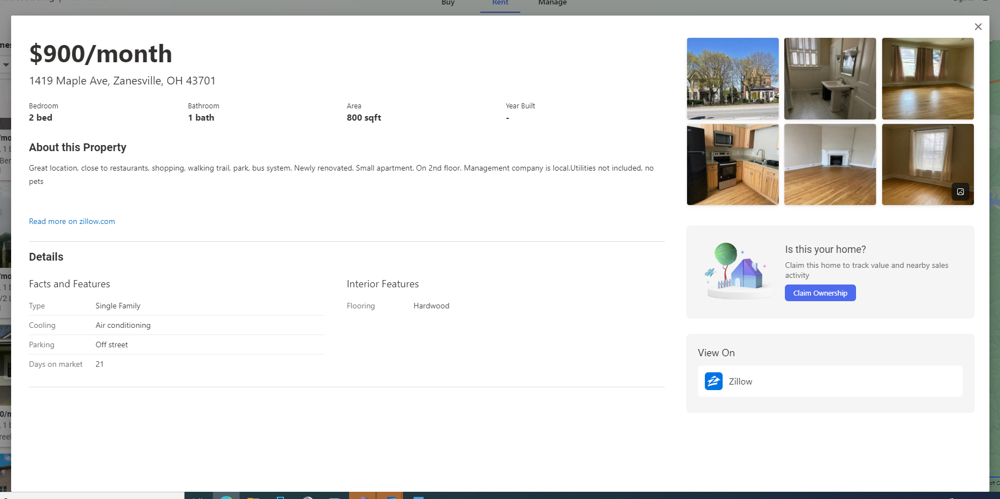 Buy
Rent
Manage
$900/month
1419 Maple Ave, Zanesville, OH 43701
Bedroom
2 bed
Bathroom
1 bath
Area
800 sqft
Year Built
-
About this Property
Great location, close to restaurants, shopping, walking trail, park, bus system. Newly renovated. Small apartment. On 2nd floor. Management company is local.Utilities not included, no
pets
Read more on zillow.com
Details
Facts and Features
Type Single Family
Cooling Air conditioning
Parking Off street
Days on market 21
Interior Features
Flooring Hardwood
Is this your home?
Claim this home to track value and nearby sales
activity
Claim Ownership
View On
Zillow